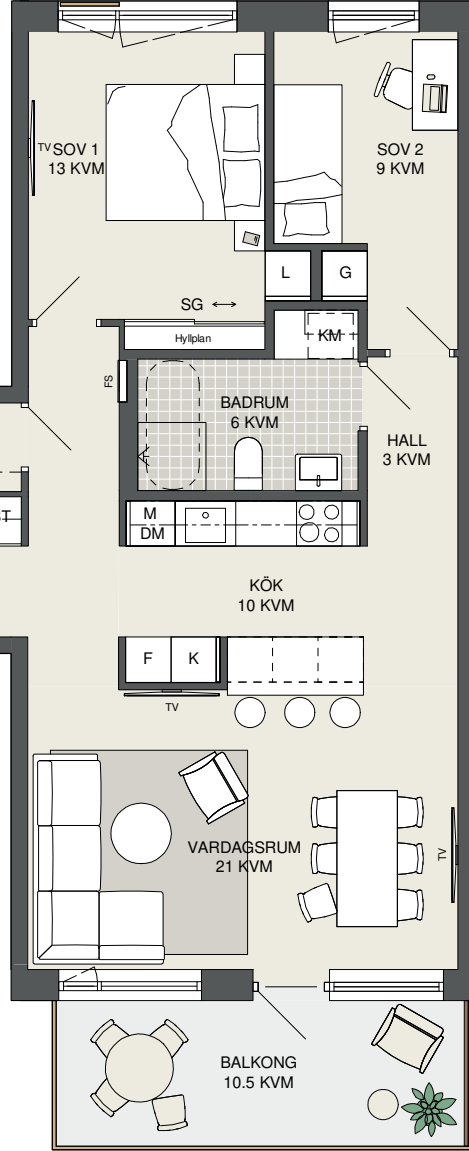 TV
SOV 1
13 KVM
SOV 2
9 KVM
L
G
SG
Hyllplan
KM
FS
BADRUM
6 KVM
HALL
3 KVM
ST
M
DM
KÖK
10 KVM
F
K
TV
VARDAGSRUM
21 KVM
TV
BALKONG
10.5 KVM